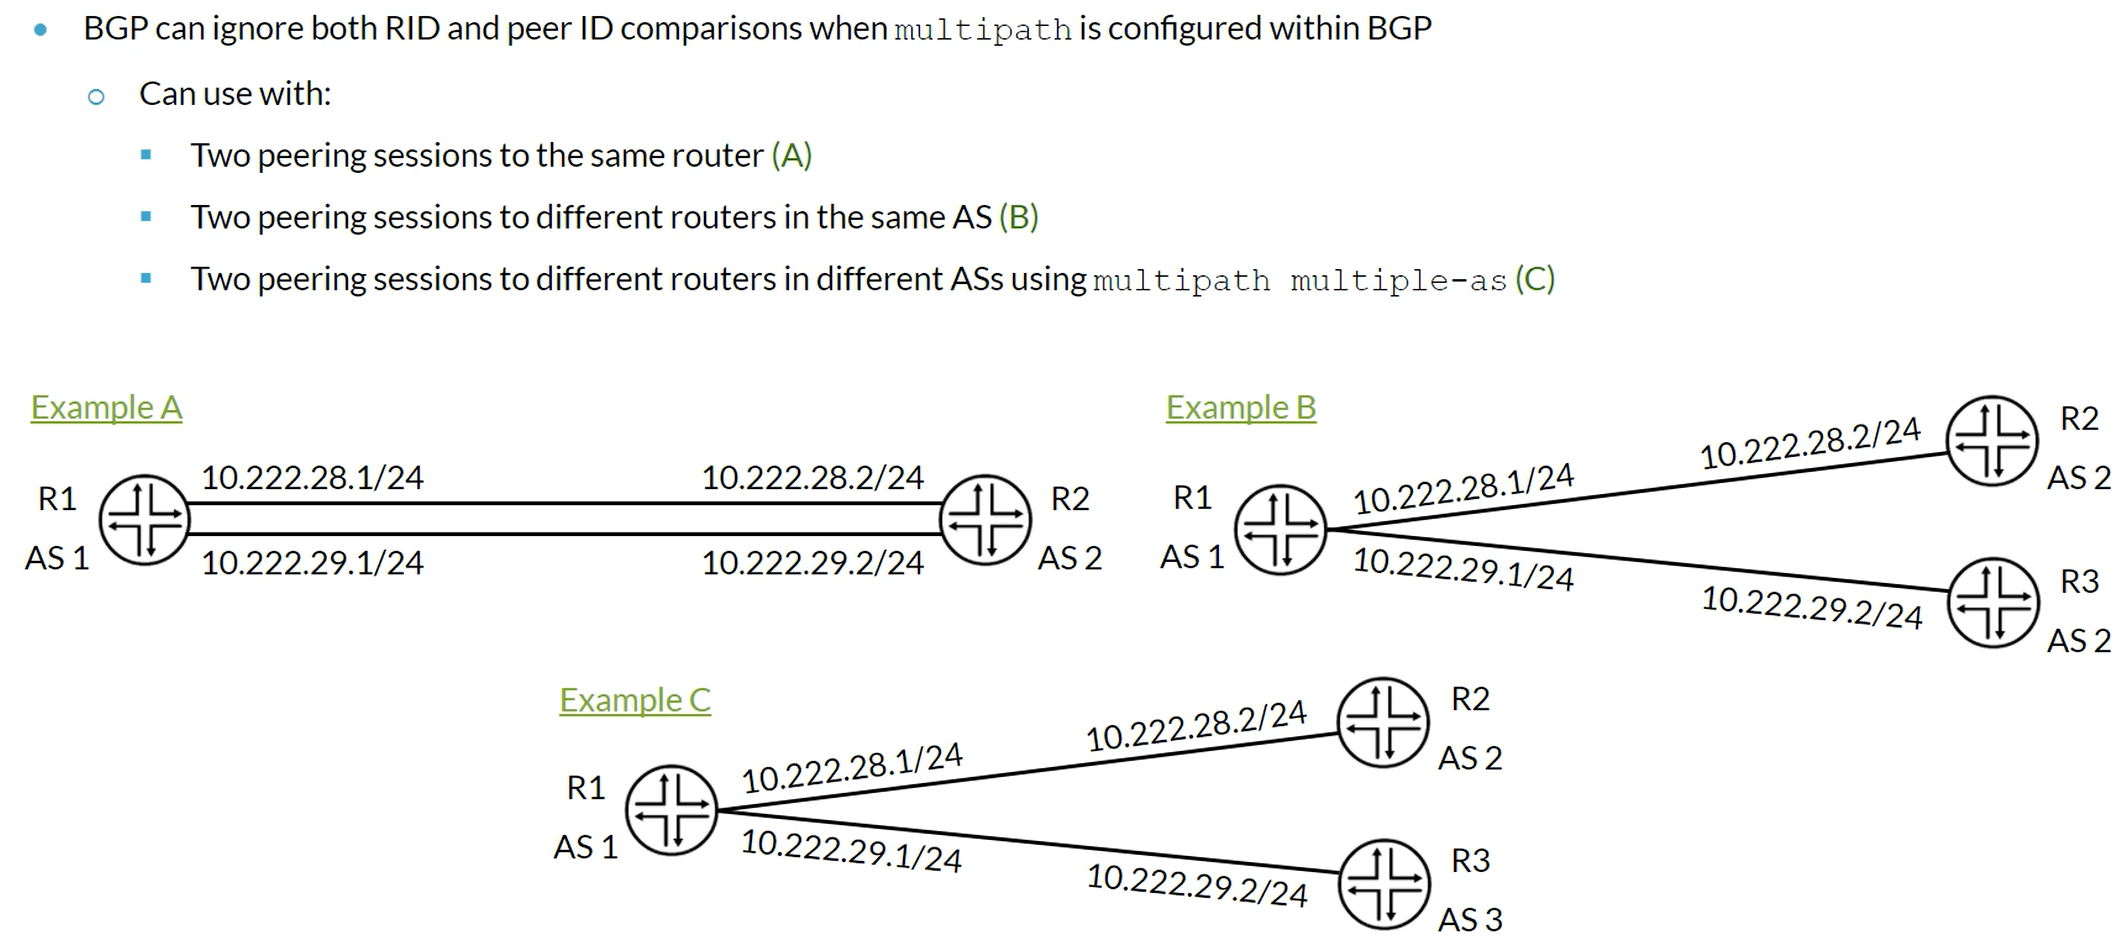 BGP can ignore both RID and peer ID comparisons when multipath is configured within BGP
Can use with:
Two peering sessions to the same router (A)
Two peering sessions to different routers in the same AS (B)
Two peering sessions to different routers in different ASs using multipath multiple-as (C)
Example A
R1
AS 1
10.222.28.1/24
10.222.28.2/24
10.222.29.1/24
10.222.29.2/24
R2
AS 2
Example B
R1
AS 1
10.222.28.1/24
10.222.28.2/24
10.222.29.1/24
10.222.29.2/24
R2
AS 2
R3
AS 2
Example C
R1
AS 1
10.222.28.1/24
10.222.28.2/24
10.222.29.1/24
10.222.29.2/24
R2
AS 2
R3
AS 3